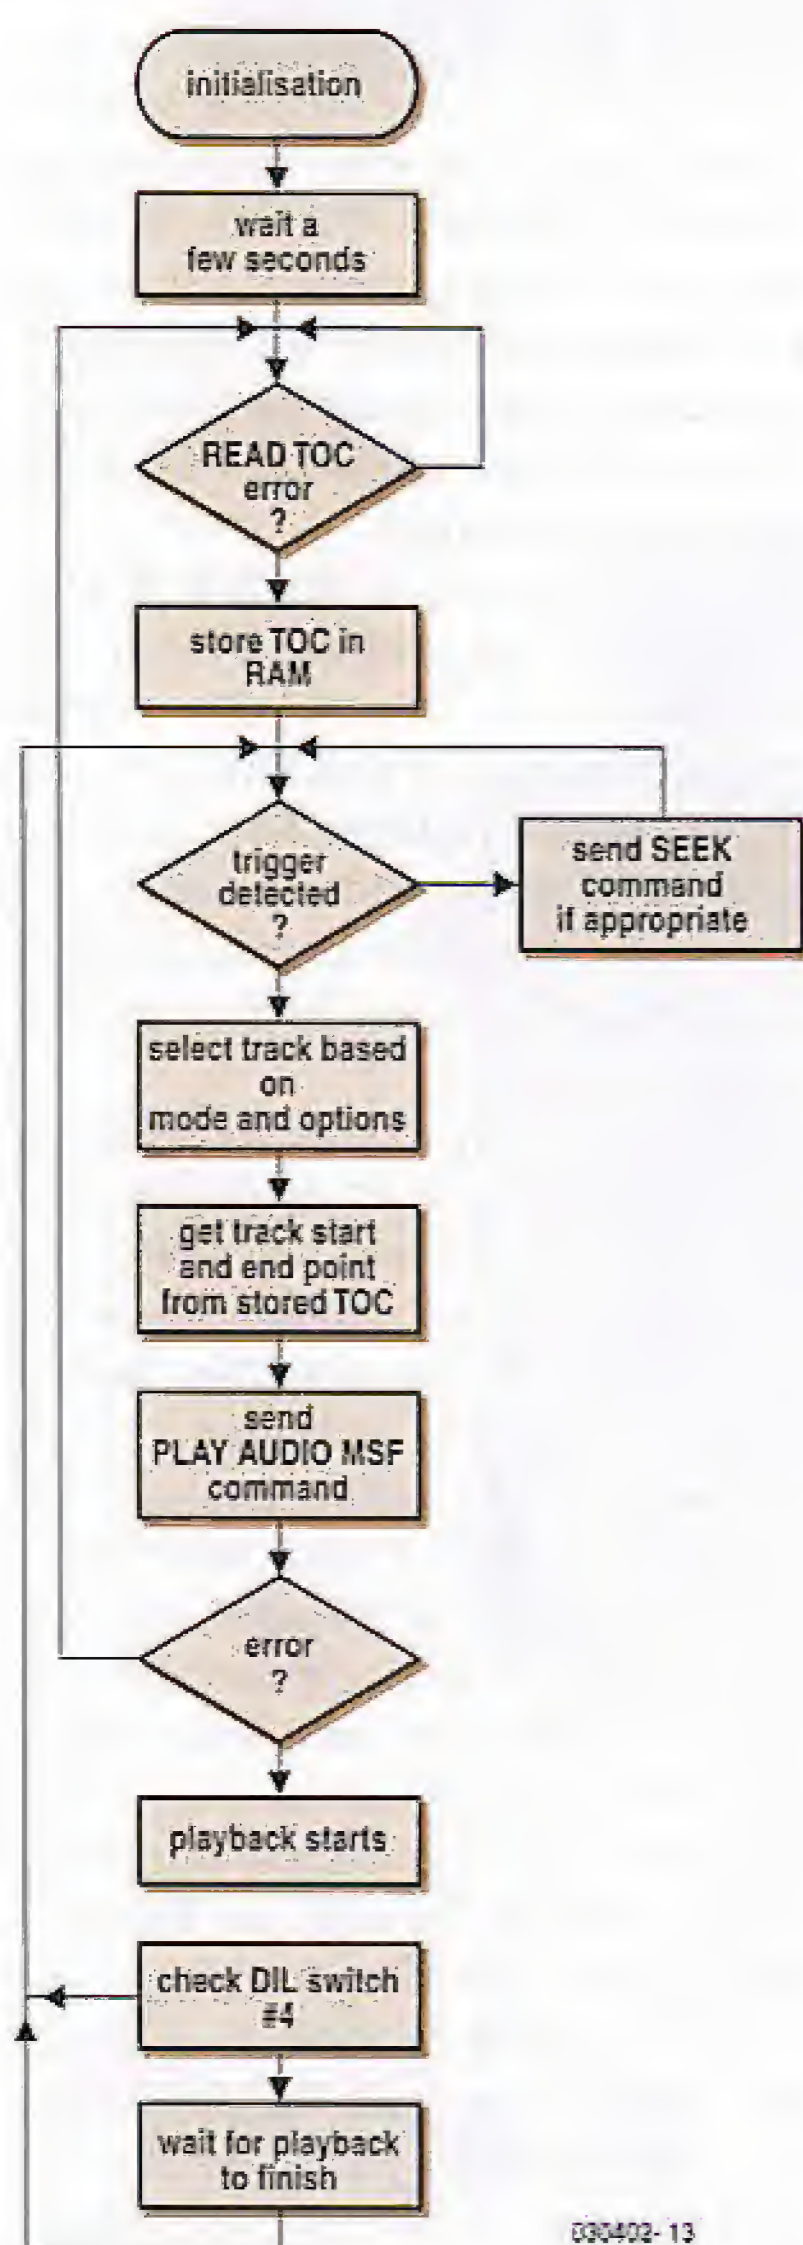 initialisation
wait a
few seconds
READ TOC
error
?
store TOC in
RAM
trigger
detected
?
send SEEK
command
if appropriate
select track based
on
mode and options
get track start
and end point
from stored TOC
send
PLAY AUDIO MSF
command
error
?
playback starts
check DIL switch
#4
wait for playback
to finish
030402- 13